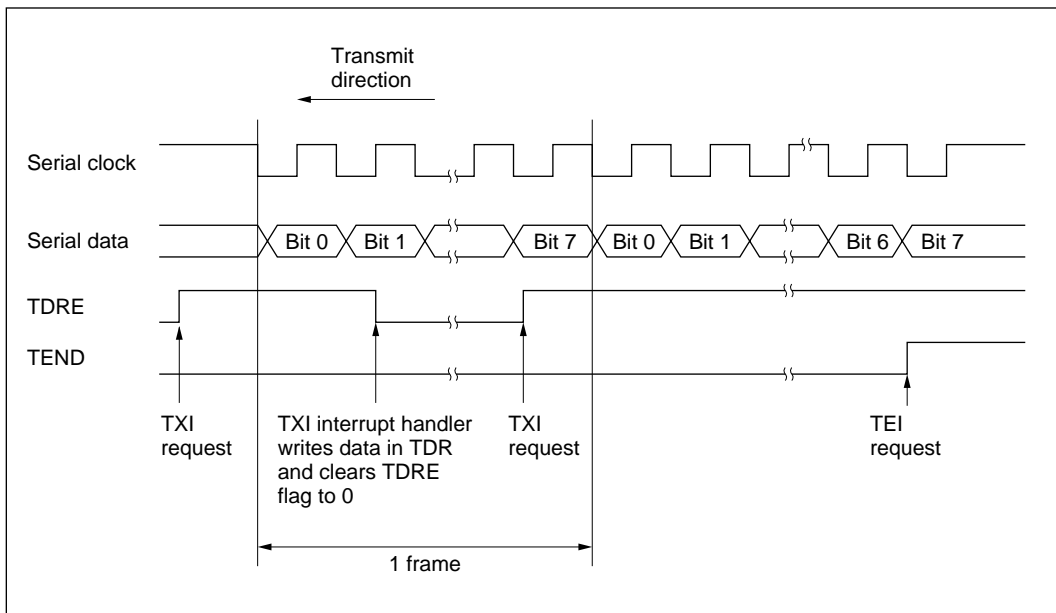 Transmit
direction
Serial clock
Serial data
Bit 0
Bit 1
Bit 7
Bit 0
Bit 1
Bit 6
Bit 7
TDRE
TEND
TXI
request
TXI interrupt handler
writes data in TDR
and clears TDRE
flag to 0
TXI
request
TEI
request
1 frame